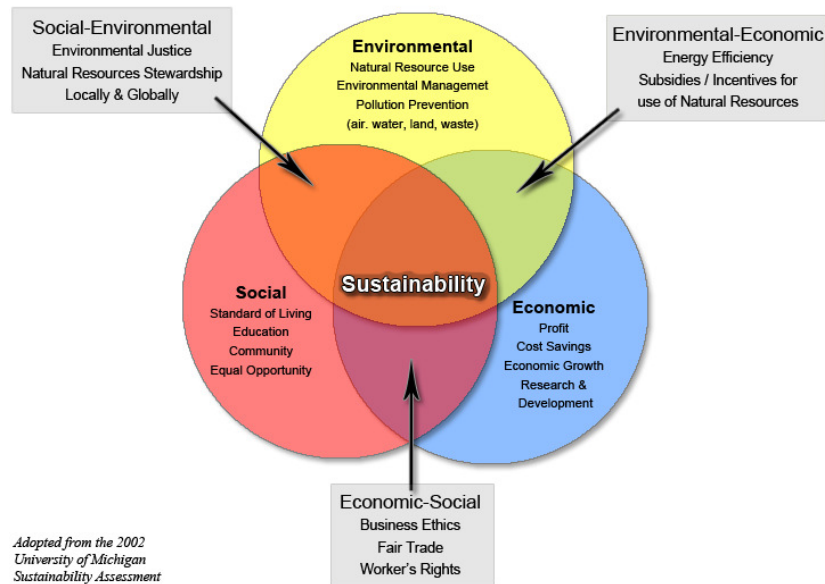 Social-Environmental
Environmental Justice
Natural Resources Stewardship
Locally & Globally
Environmental
Natural Resource Use
Environmental Managemet
Pollution Prevention
(air. water, land, waste)
Environmental-Economic
Energy Efficiency
Subsidies / Incentives for
use of Natural Resources
Sustainability
Social
Standard of Living
Education
Community
Equal Opportunity
Economic
Profit
Cost Savings
Economic Growth
Research &
Development
Economic-Social
Business Ethics
Fair Trade
Worker's Rights
Adopted from the 2002
University of Michigan
Sustainability Assessment